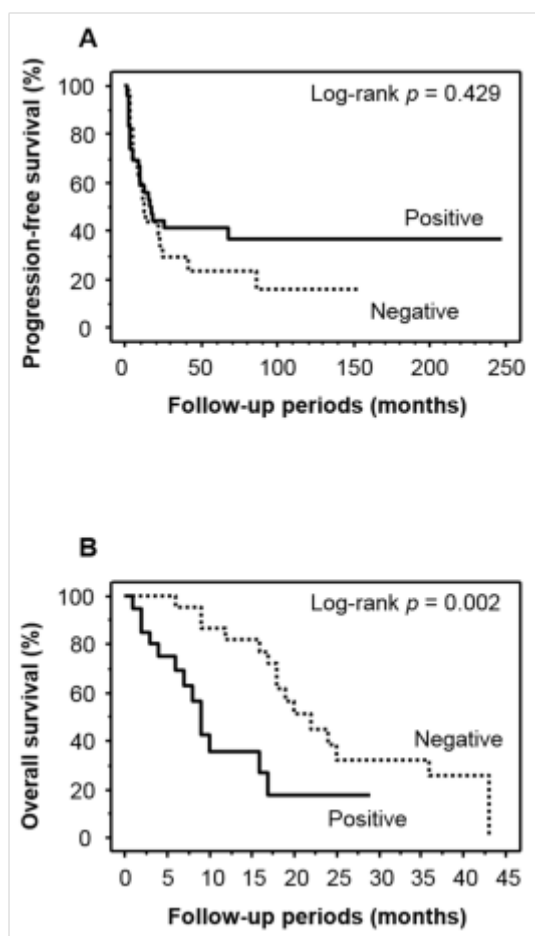 A
Progression-free survival (%)
100
80
60
40
20
0
Log-rank p = 0.429
Positive
Negative
0 50 100 150 200 250
Follow-up periods (months)
B
Overall survival (%)
100
80
60
40
20
0
Log-rank p = 0.002
Negative
Positive
0 5 10 15 20 25 30 35 40 45
Follow-up periods (months)